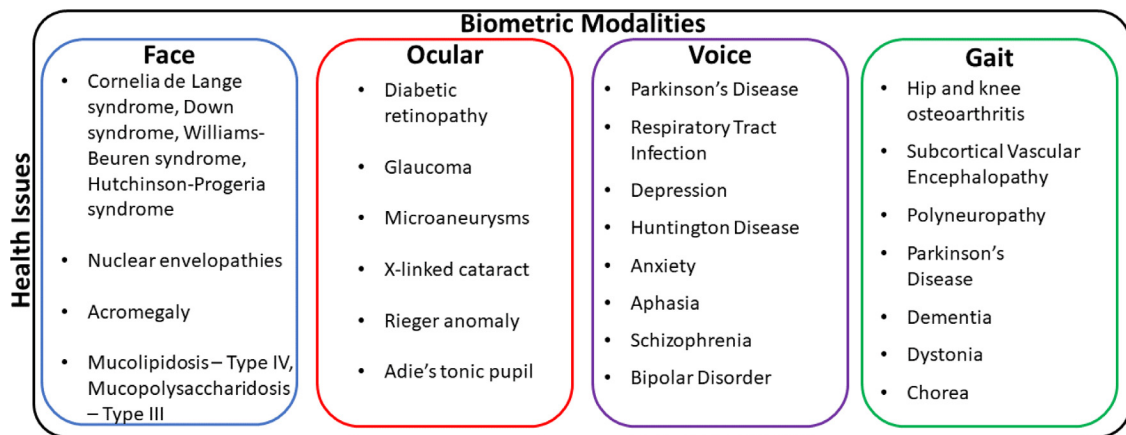 Biometric Modalities
Health Issues
Face
• Cornelia de Lange
syndrome, Down
syndrome, Williams-
Beuren syndrome,
Hutchinson-Progeria
syndrome
• Nuclear envelopathies
• Acromegaly
• Mucolipidosis – Type IV,
Mucopolysaccharidosis
– Type III
Ocular
• Diabetic
retinopathy
• Glaucoma
• Microaneurysms
• X-linked cataract
• Rieger anomaly
• Adie's tonic pupil
Voice
• Parkinson's Disease
• Respiratory Tract
Infection
• Depression
• Huntington Disease
• Anxiety
• Aphasia
• Schizophrenia
• Bipolar Disorder
Gait
• Hip and knee
osteoarthritis
• Subcortical Vascular
Encephalopathy
• Polyneuropathy
• Parkinson's
Disease
• Dementia
• Dystonia
• Chorea